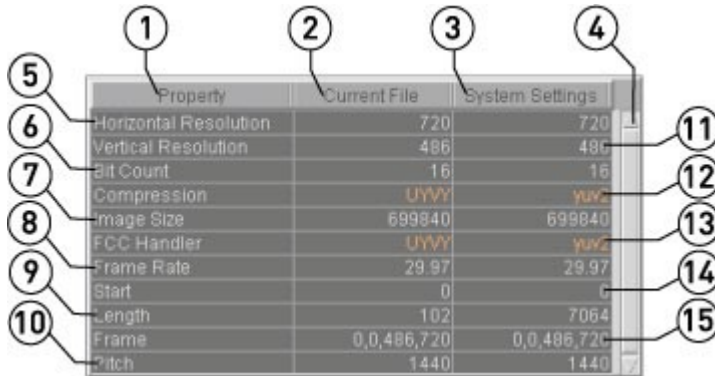 1 2 3 4
Property Current File System Settings
5 Horizontal Resolution 720 720
Vertical Resolution 486 486 11
6 Bit Count 16 16
Compression UYVY yuv2 12
7 Image Size 699840 699840
FCC Handler UYVY yuv2 13
8 Frame Rate 29.97 29.97
Start 0 0 14
9 Length 102 7064
Frame 0,0,486,720 0,0,486,720 15
10 Pitch 1440 1440